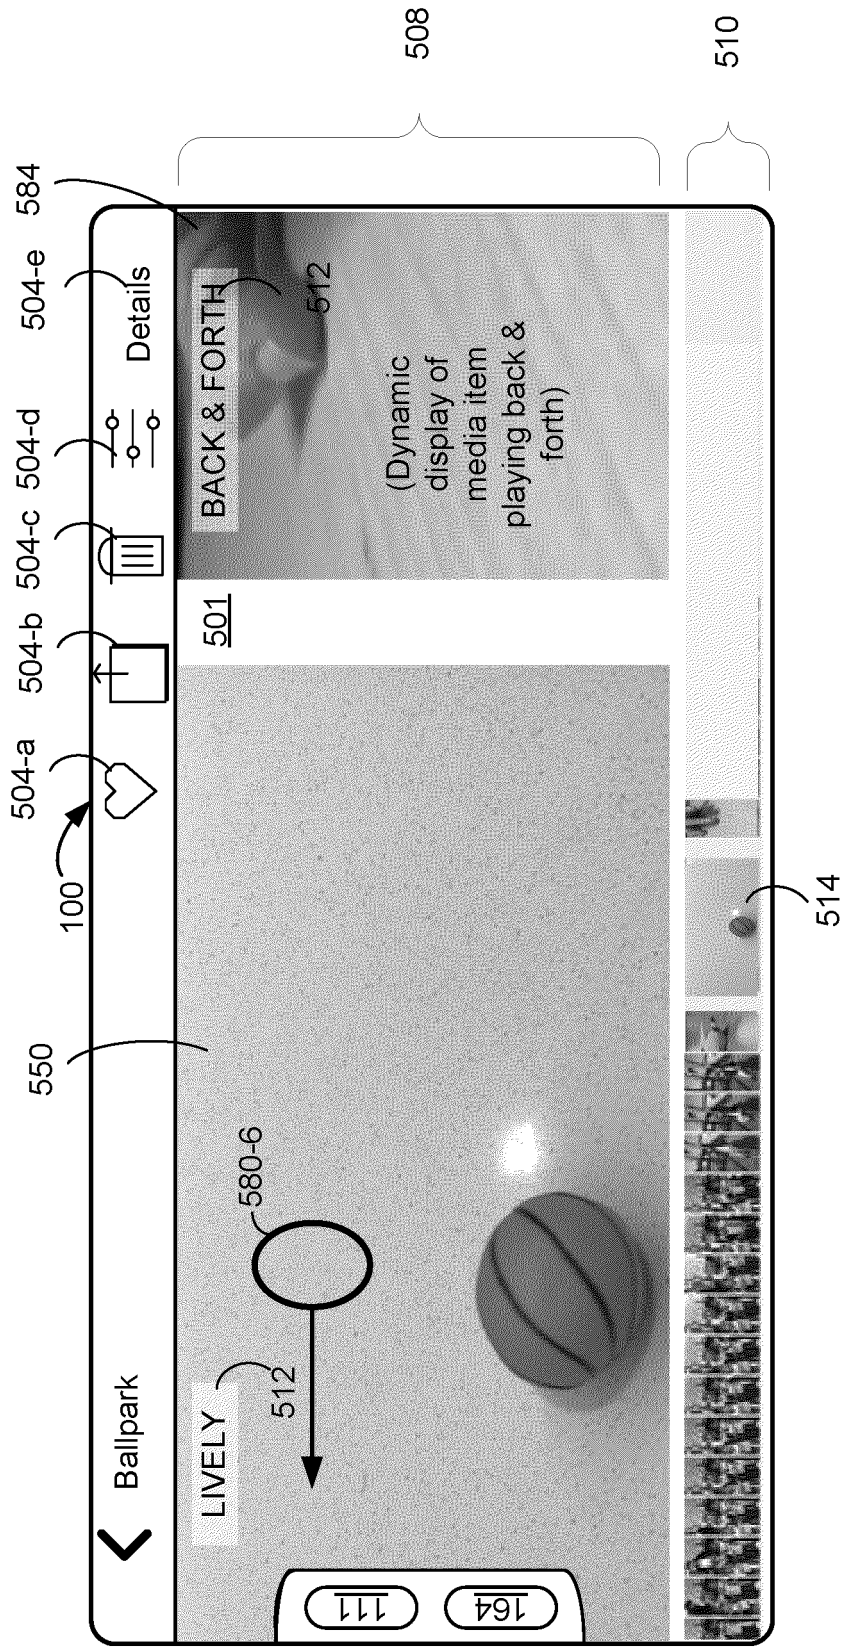 508
510
584
504-e
504-d
504-c
504-b
504-a
100
550
Ballpark
Details
LIVELY
512
580-6
501
BACK & FORTH
512
(Dynamic
display of
media item
playing back &
forth)
111
164
514